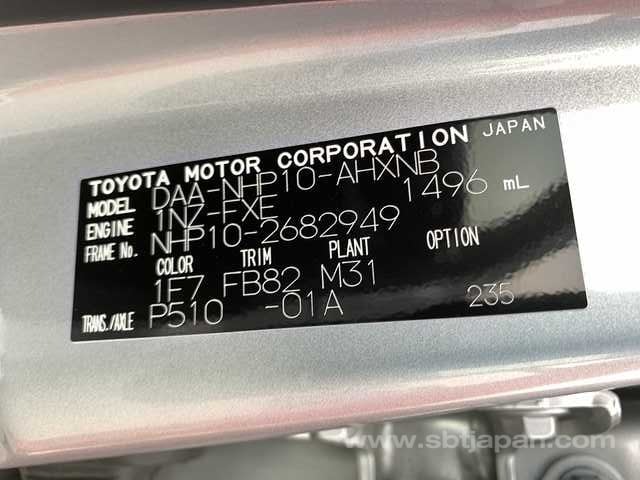 TOYOTA MOTOR CORPORATION JAPAN
MODEL DAA-NHP10-AHXNB
ENGINE 1NZ-FXE 1496 mL
FRAME No. NHP10-2682949
COLOR TRIM PLANT OPTION
1F7 FB82 M31
TRANS./AXLE P510 -01A 235
www.sbtjapan.com